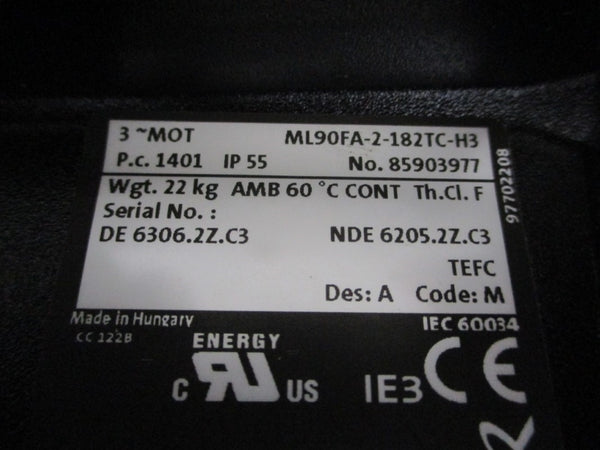 3 ~MOT ML90FA-2-182TC-H3
P.c. 1401 IP 55 No. 85903977
Wgt. 22 kg AMB 60 °C CONT Th.Cl. F
Serial No. :
DE 6306.2Z.C3 NDE 6205.2Z.C3
TEFC
Des: A Code: M
97702208
Made in Hungary IEC 60034
CC 122B
ENERGY
C RU US IE3 CE